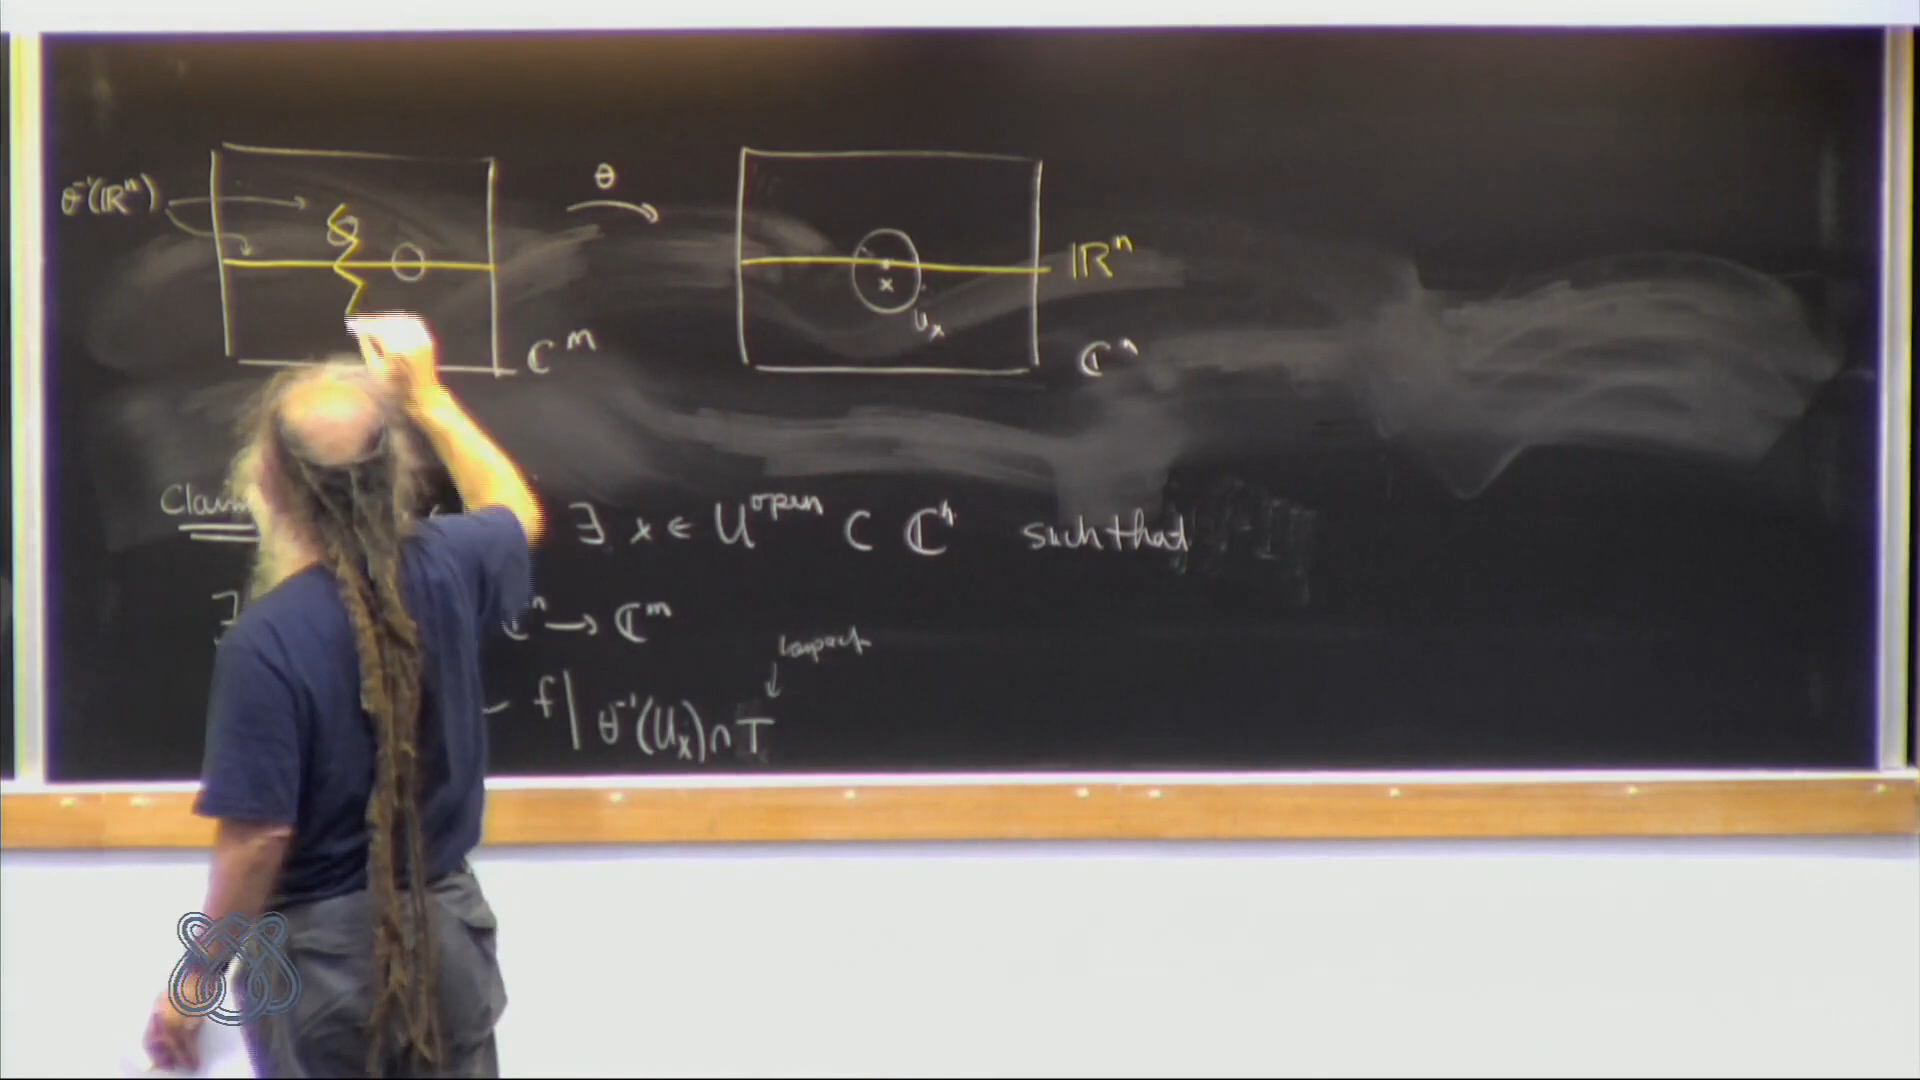 θ⁻¹(ℝⁿ)
θ
ℝⁿ
x
Uₓ
ℂᵐ
ℂⁿ
Claim ∃ x ∈ U^open ⊂ ℂⁿ such that
∃ ℂⁿ → ℂᵐ
compact
f| θ⁻¹(Uₓ)∩T